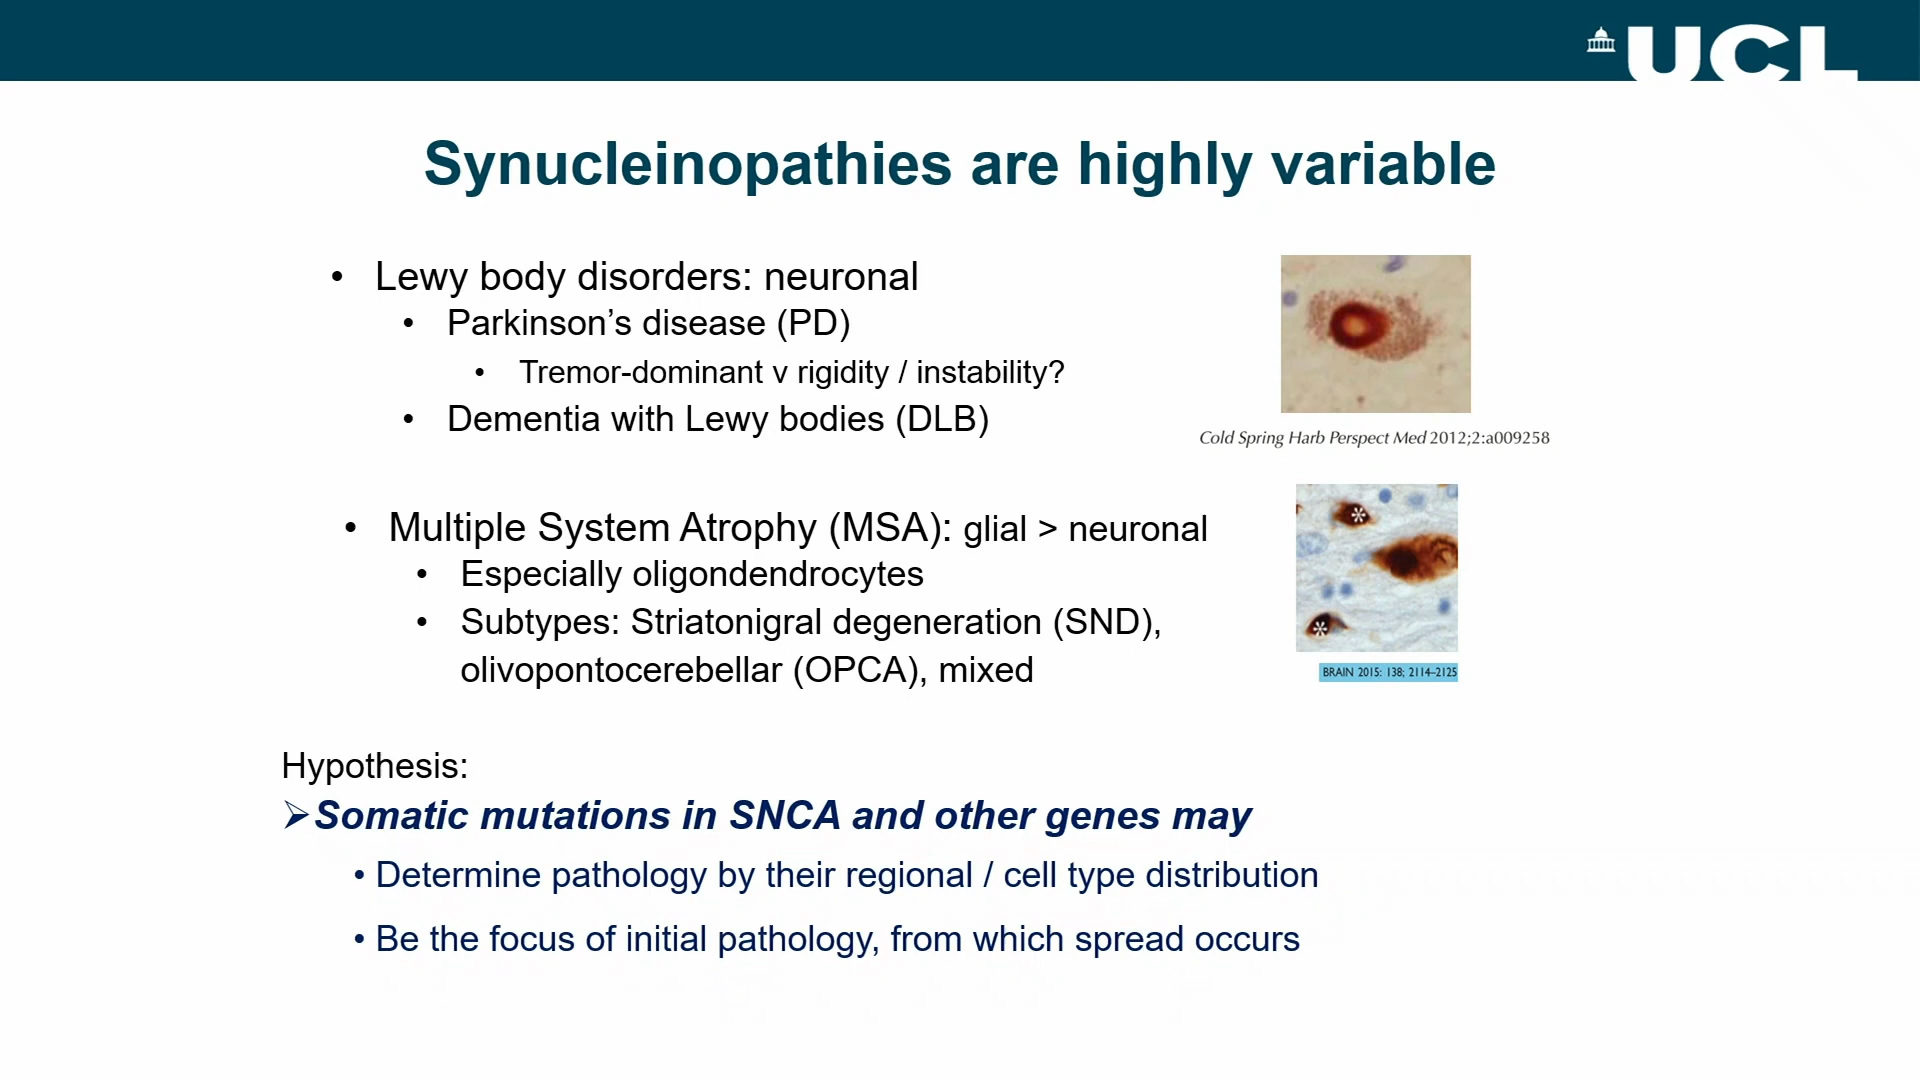 UCL
Synucleinopathies are highly variable
• Lewy body disorders: neuronal
• Parkinson’s disease (PD)
• Tremor-dominant v rigidity / instability?
• Dementia with Lewy bodies (DLB)
Cold Spring Harb Perspect Med 2012;2:a009258
• Multiple System Atrophy (MSA): glial > neuronal
• Especially oligondendrocytes
• Subtypes: Striatonigral degeneration (SND),
olivopontocerebellar (OPCA), mixed
* 
*
BRAIN 2015: 138; 2114–2125
Hypothesis:
➢Somatic mutations in SNCA and other genes may
• Determine pathology by their regional / cell type distribution
• Be the focus of initial pathology, from which spread occurs